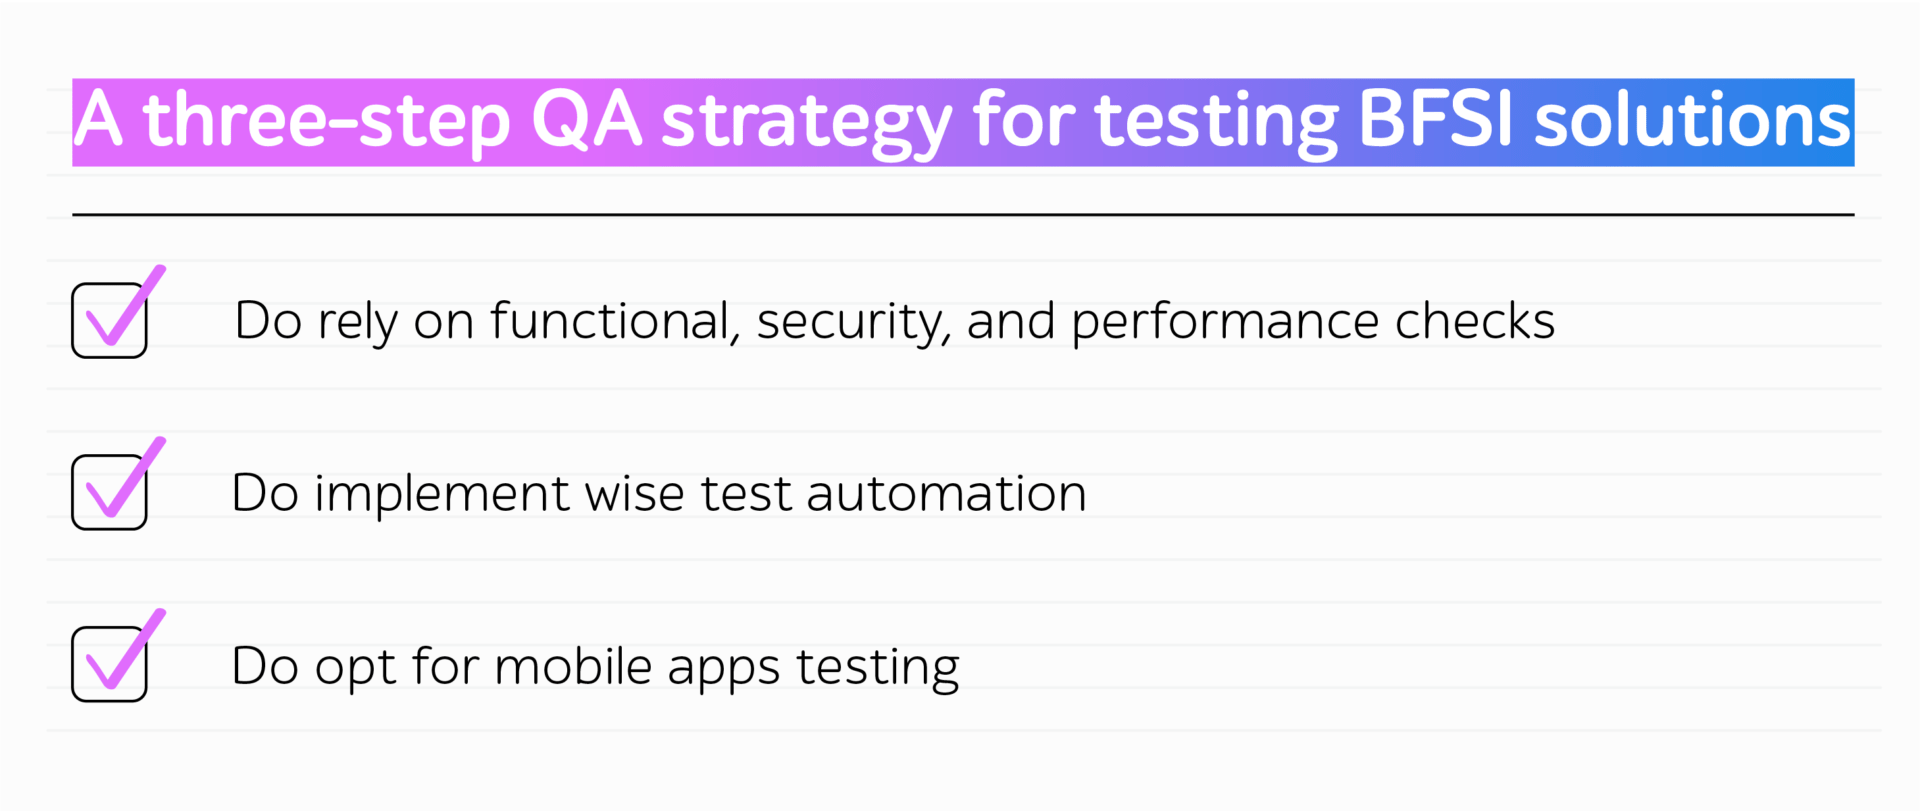 A three-step QA strategy for testing BFSI solutions
Do rely on functional, security, and performance checks
Do implement wise test automation
Do opt for mobile apps testing